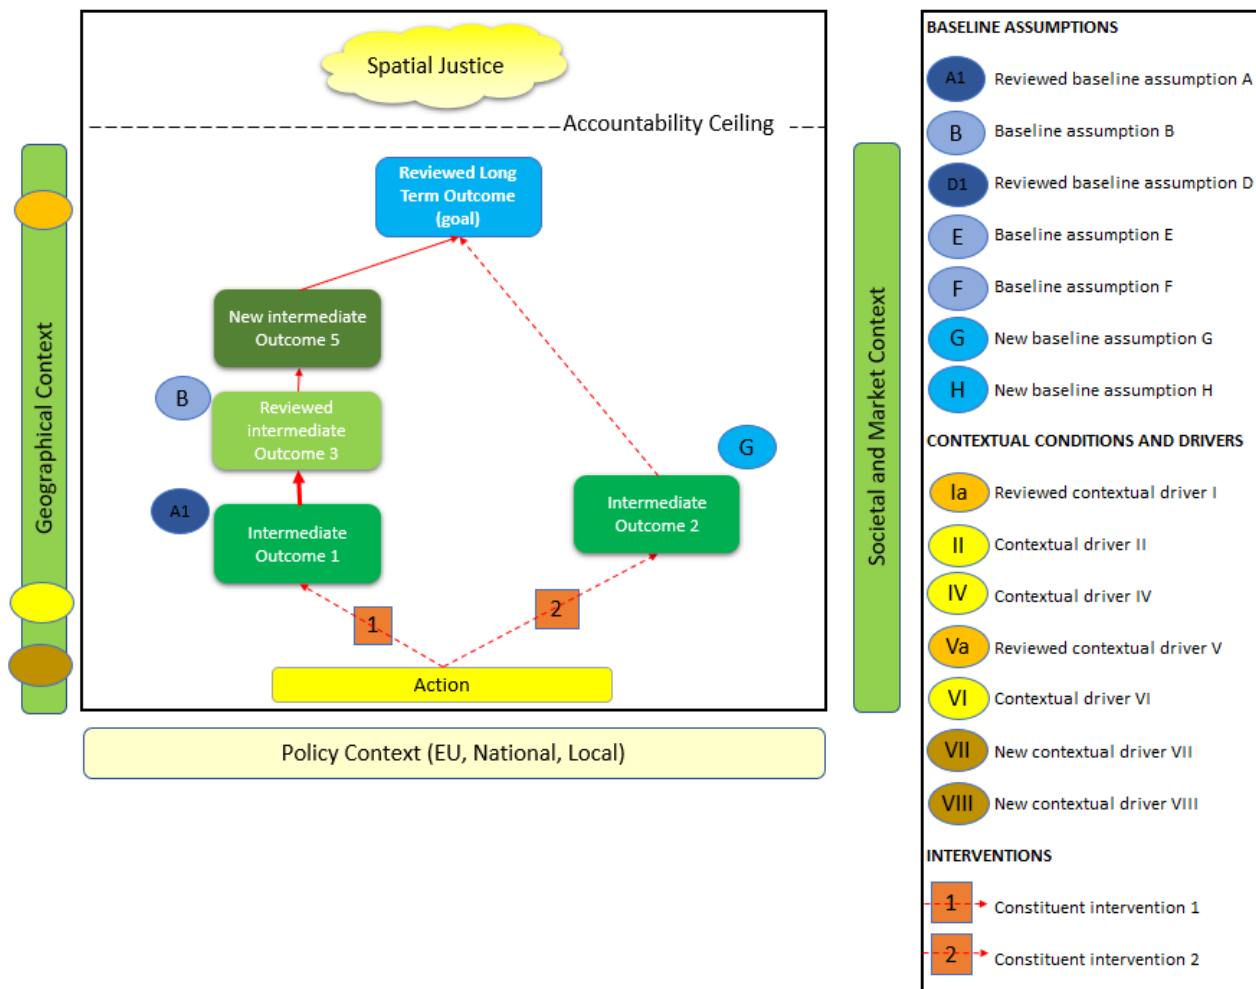 Spatial Justice
Accountability Ceiling
Reviewed Long
Term Outcome
(goal)
New intermediate
Outcome 5
B
Reviewed
intermediate
Outcome 3
G
A1
Intermediate
Outcome 1
Intermediate
Outcome 2
1
2
Action
Geographical Context
Societal and Market Context
Policy Context (EU, National, Local)
BASELINE ASSUMPTIONS
A1 Reviewed baseline assumption A
B Baseline assumption B
D1 Reviewed baseline assumption D
E Baseline assumption E
F Baseline assumption F
G New baseline assumption G
H New baseline assumption H
CONTEXTUAL CONDITIONS AND DRIVERS
Ia Reviewed contextual driver I
II Contextual driver II
IV Contextual driver IV
Va Reviewed contextual driver V
VI Contextual driver VI
VII New contextual driver VII
VIII New contextual driver VIII
INTERVENTIONS
1 Constituent intervention 1
2 Constituent intervention 2